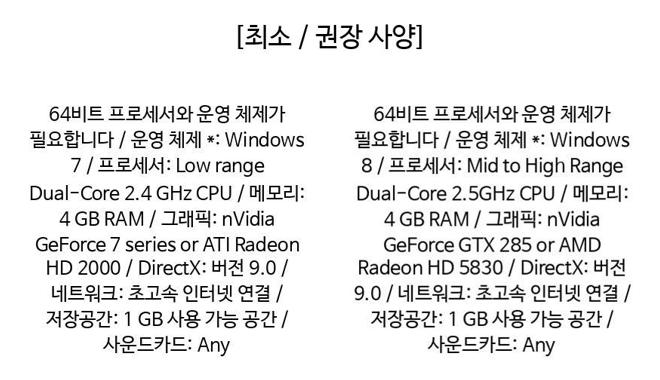 [최소 / 권장 사양]
64비트 프로세서와 운영 체제가
필요합니다 / 운영 체제 *: Windows
7 / 프로세서: Low range
Dual-Core 2.4 GHz CPU / 메모리:
4 GB RAM / 그래픽: nVidia
GeForce 7 series or ATI Radeon
HD 2000 / DirectX: 버전 9.0 /
네트워크: 초고속 인터넷 연결 /
저장공간: 1 GB 사용 가능 공간 /
사운드카드: Any
64비트 프로세서와 운영 체제가
필요합니다 / 운영 체제 *: Windows
8 / 프로세서: Mid to High Range
Dual-Core 2.5GHz CPU / 메모리:
4 GB RAM / 그래픽: nVidia
GeForce GTX 285 or AMD
Radeon HD 5830 / DirectX: 버전
9.0 / 네트워크: 초고속 인터넷 연결 /
저장공간: 1 GB 사용 가능 공간 /
사운드카드: Any